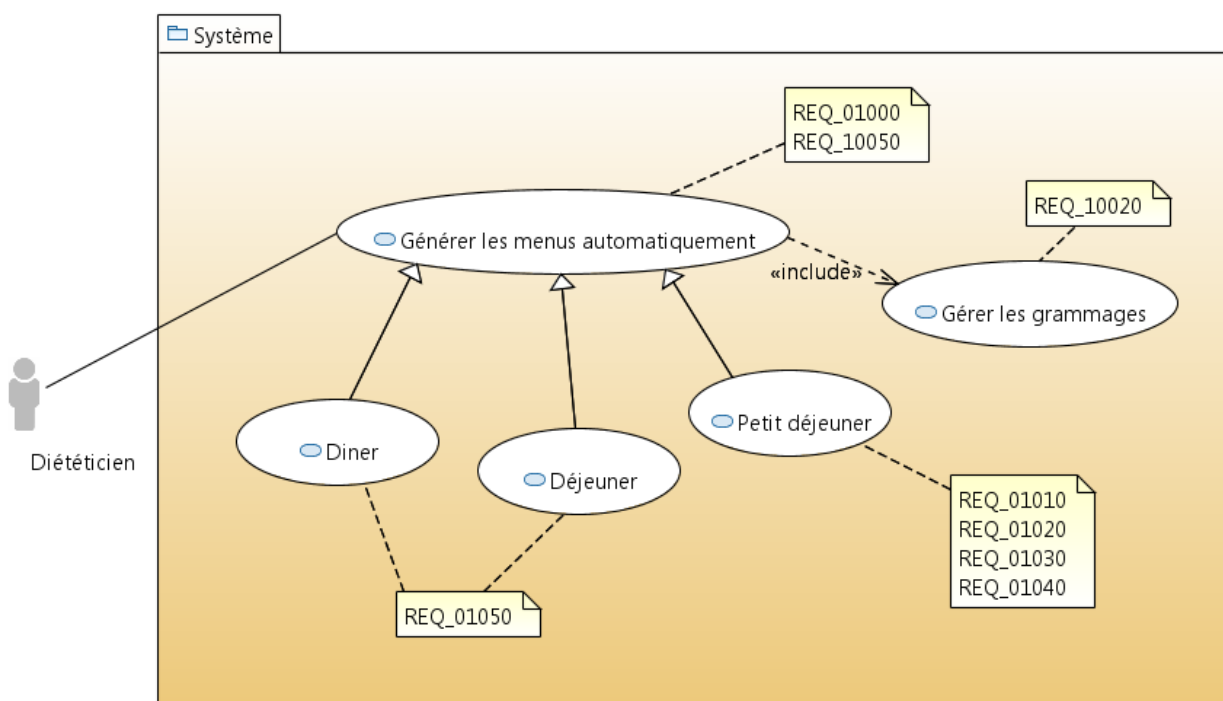 Système
REQ_01000
REQ_10050
REQ_10020
Générer les menus automatiquement
«include»
Gérer les grammages
Petit déjeuner
Diner
Déjeuner
Diététicien
REQ_01010
REQ_01020
REQ_01030
REQ_01040
REQ_01050